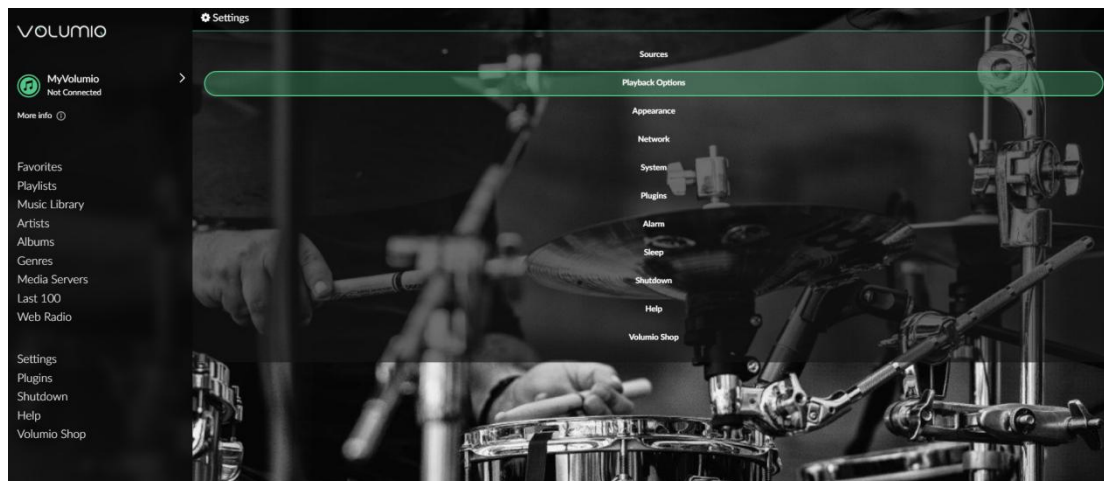 VOLUMIO
MyVolumio
Not Connected
More info
Favorites
Playlists
Music Library
Artists
Albums
Genres
Media Servers
Last 100
Web Radio
Settings
Plugins
Shutdown
Help
Volumio Shop
Settings
Sources
Playback Options
Appearance
Network
System
Plugins
Alarm
Sleep
Shutdown
Help
Volumio Shop